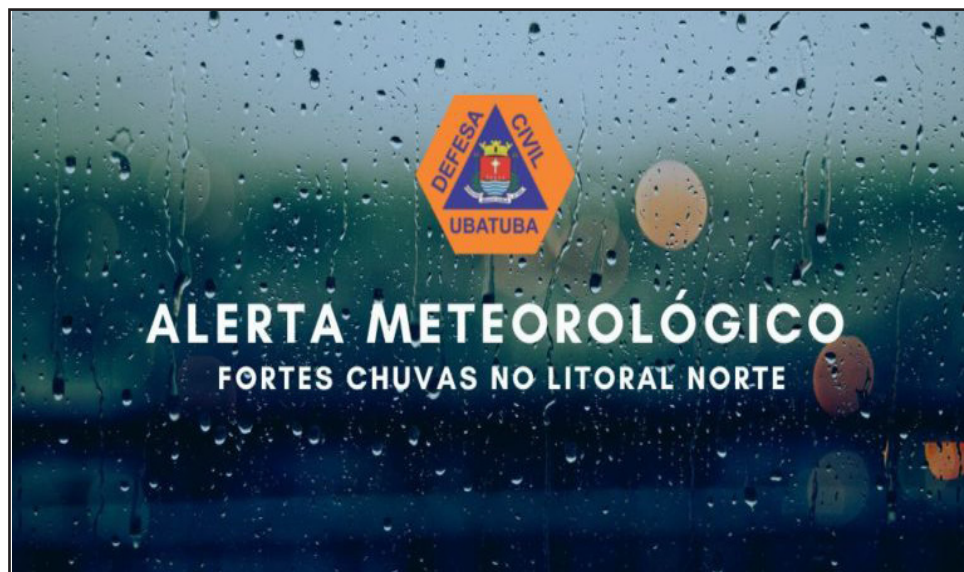 DEFESA CIVIL
UBATUBA
ALERTA METEOROLÓGICO
FORTES CHUVAS NO LITORAL NORTE